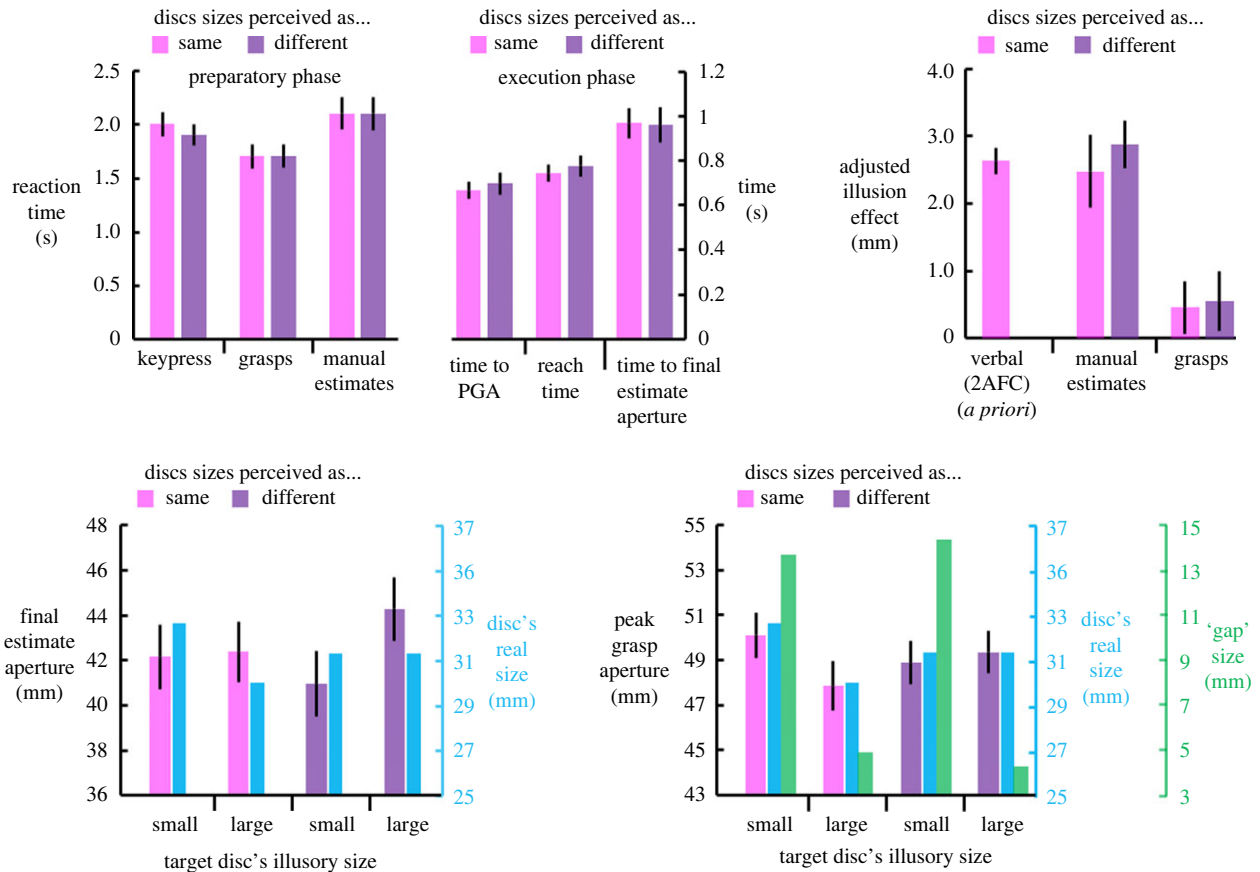 discs sizes perceived as...
same different
preparatory phase
2.5
2.0
1.5
1.0
0.5
0
reaction
time
(s)
keypress grasps manual
estimates
discs sizes perceived as...
same different
execution phase
1.2
1
0.8
0.6
0.4
0.2
0
time
(s)
time to
PGA
reach
time
time to final
estimate
aperture
discs sizes perceived as...
same different
4.0
3.0
2.0
1.0
0
adjusted
illusion
effect
(mm)
verbal
(2AFC)
(a priori)
manual
estimates
grasps
discs sizes perceived as...
same different
48
46
44
42
40
38
36
final
estimate
aperture
(mm)
37
36
33
31
29
27
25
disc's
real
size
(mm)
small large small large
target disc's illusory size
discs sizes perceived as...
same different
55
53
51
49
47
45
43
peak
grasp
aperture
(mm)
37
36
33
31
29
27
25
disc's
real
size
(mm)
15
13
11
9
7
5
3
'gap'
size
(mm)
small large small large
target disc's illusory size